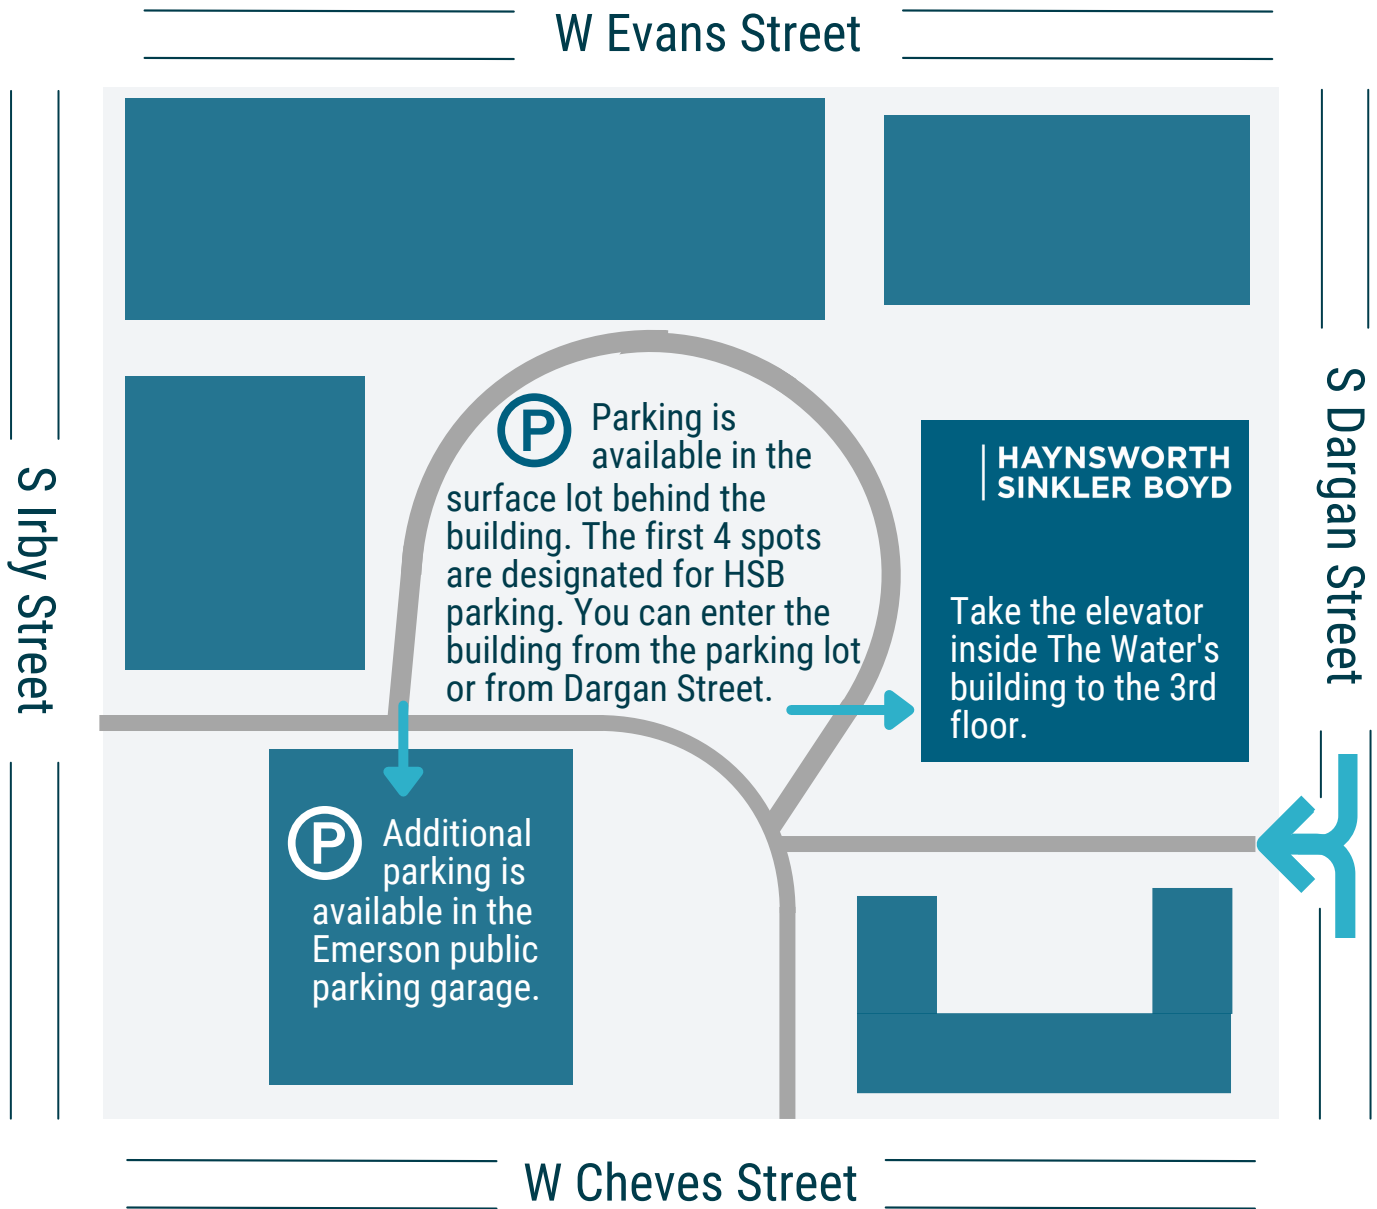 W Evans Street
S Irby Street
S Dargan Street
P
Parking is
available in the
surface lot behind the
building. The first 4 spots
are designated for HSB
parking. You can enter the
building from the parking lot
or from Dargan Street.
HAYNSWORTH
SINKLER BOYD
Take the elevator
inside The Water's
building to the 3rd
floor.
P
Additional
parking is
available in the
Emerson public
parking garage.
W Cheves Street